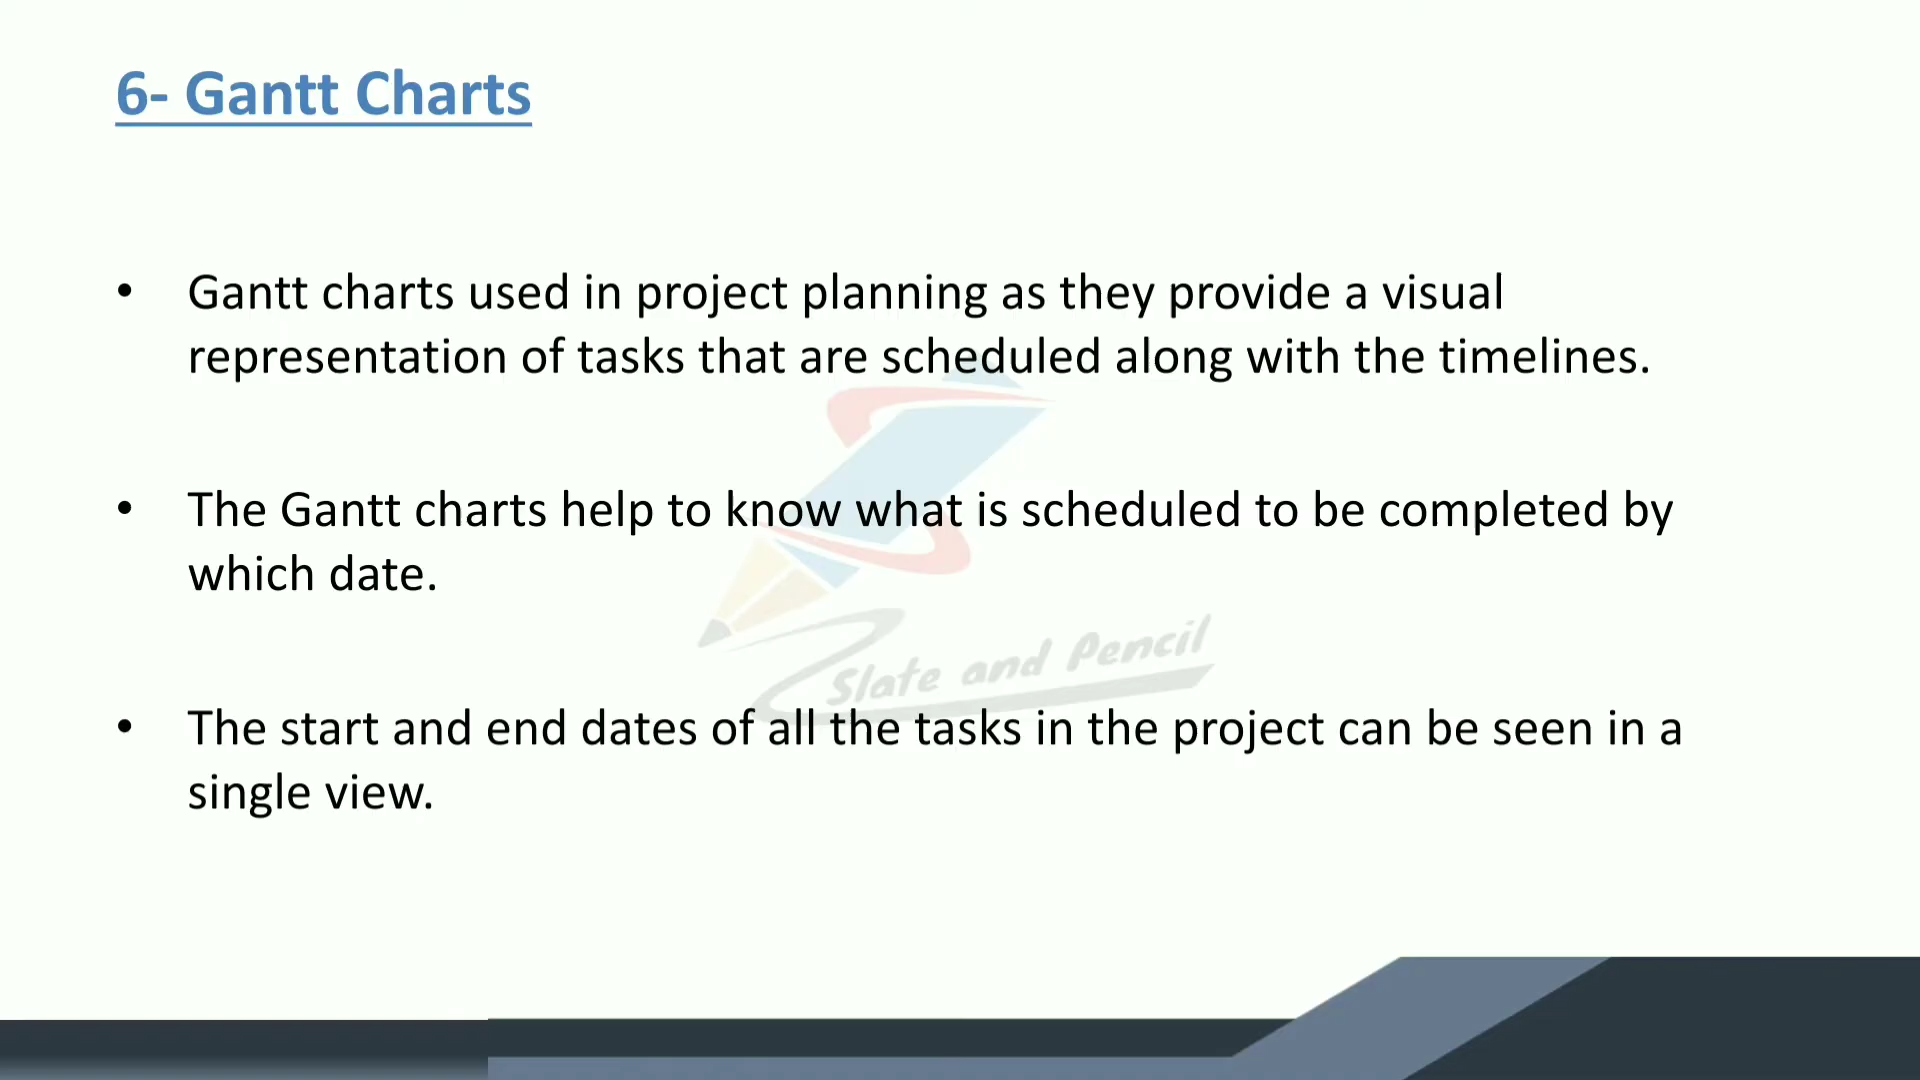 6- Gantt Charts
• Gantt charts used in project planning as they provide a visual
representation of tasks that are scheduled along with the timelines.
• The Gantt charts help to know what is scheduled to be completed by
which date.
Slate and Pencil
• The start and end dates of all the tasks in the project can be seen in a
single view.